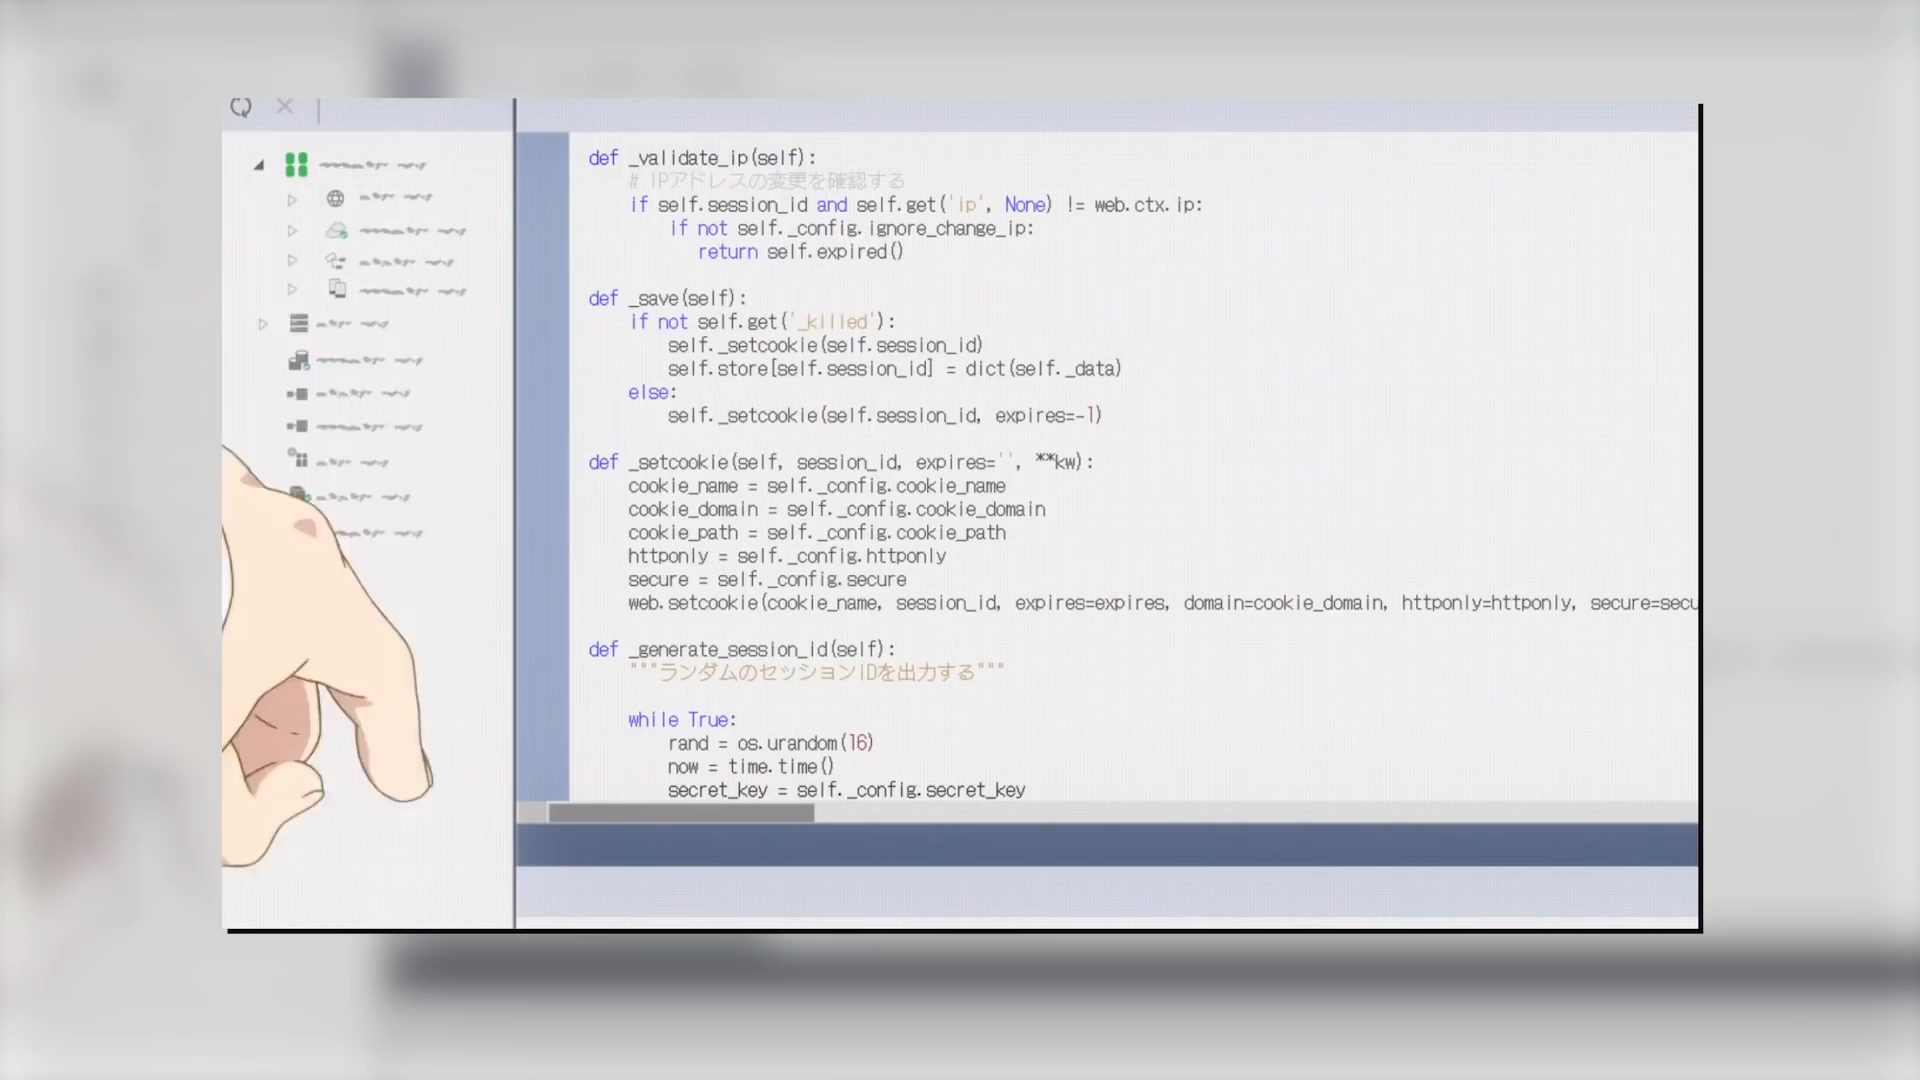 def _validate_ip(self):
# IPアドレスの変更を確認する
if self.session_id and self.get('ip', None) != web.ctx.ip:
if not self._config.ignore_change_ip:
return self.expired()
def _save(self):
if not self.get('_killed'):
self._setcookie(self.session_id)
self.store[self.session_id] = dict(self._data)
else:
self._setcookie(self.session_id, expires=-1)
def _setcookie(self, session_id, expires='', **kw):
cookie_name = self._config.cookie_name
cookie_domain = self._config.cookie_domain
cookie_path = self._config.cookie_path
httponly = self._config.httponly
secure = self._config.secure
web.setcookie(cookie_name, session_id, expires=expires, domain=cookie_domain, httponly=httponly, secure=secu
def _generate_session_id(self):
"""ランダムのセッションIDを出力する"""
while True:
rand = os.urandom(16)
now = time.time()
secret_key = self._config.secret_key